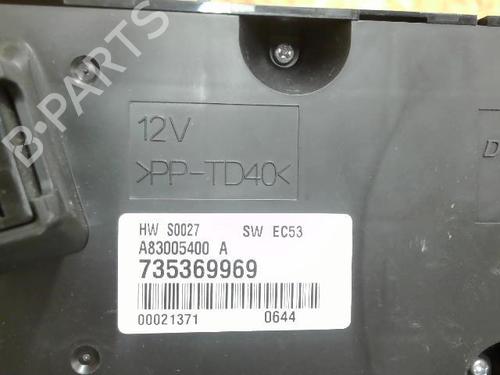 B-PARTS
12V
>PP-TD40<
D
HW S0027 SW EC53
A83005400 A
735369969
00021371 0644